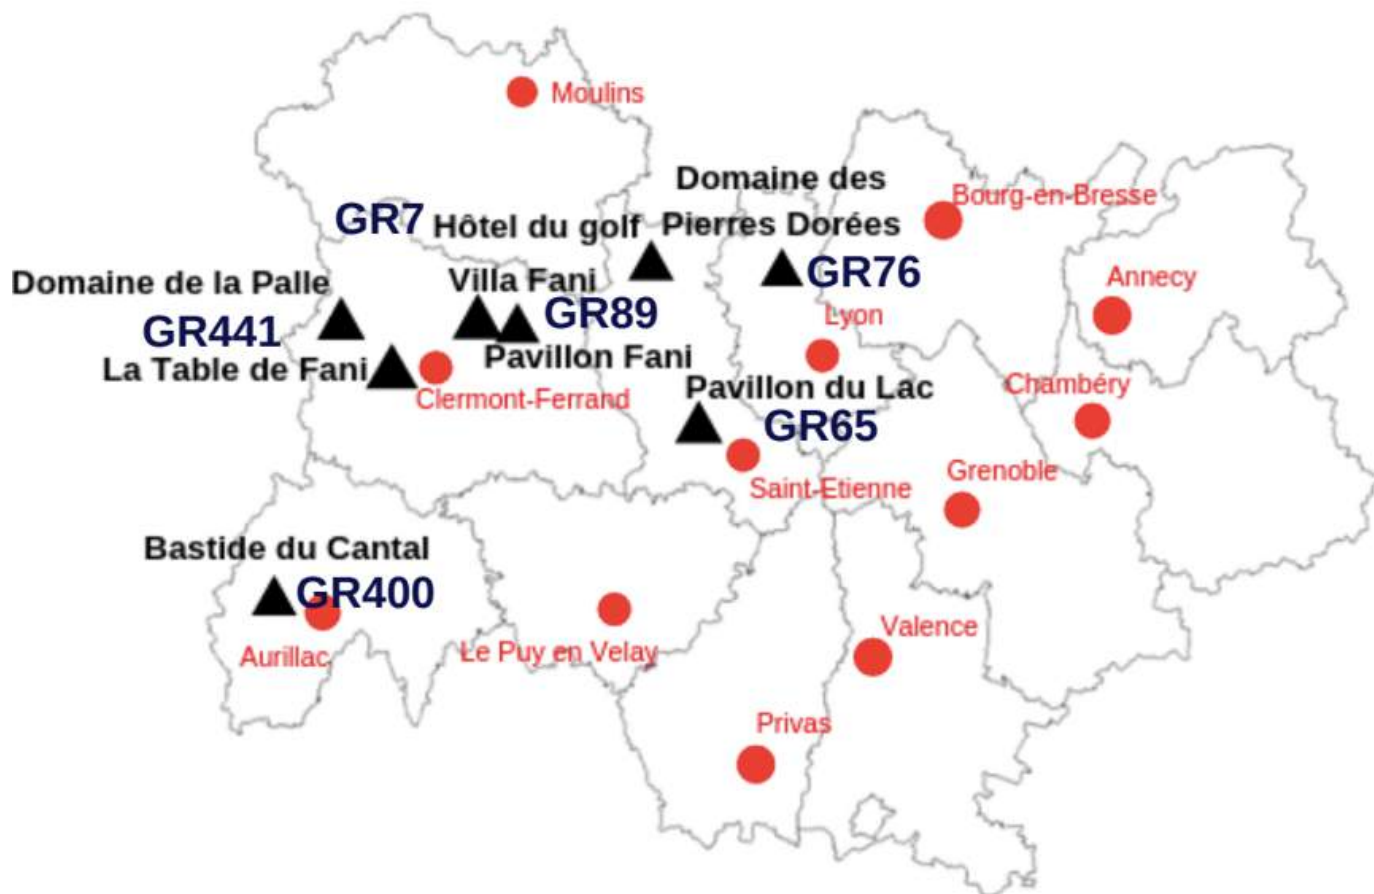 Moulins
Domaine des
Pierres Dorées
Bourg-en-Bresse
GR7
Hôtel du golf
GR76
Domaine de la Palle
Villa Fani
GR89
Annecy
GR441
Lyon
La Table de Fani
Pavillon Fani
Clermont-Ferrand
Pavillon du Lac
GR65
Chambéry
Grenoble
Saint-Etienne
Bastide du Cantal
GR400
Aurillac
Le Puy en Velay
Valence
Privas